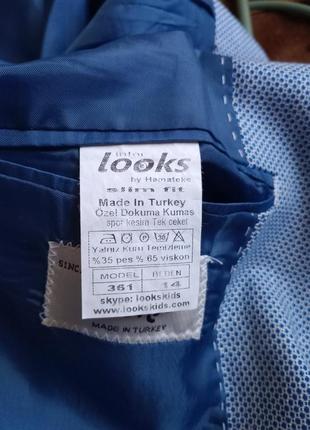 looks
by Hamateks
slim fit
Made In Turkey
Özel Dokuma Kumaş
spor kesim Tek ceket
Yalnız Kuru Temizleme
%35 pes % 65 viskon
MODEL BEDEN
361 14
skype: lookskids
www.lookskids.com
SINC
MADE IN TURKEY